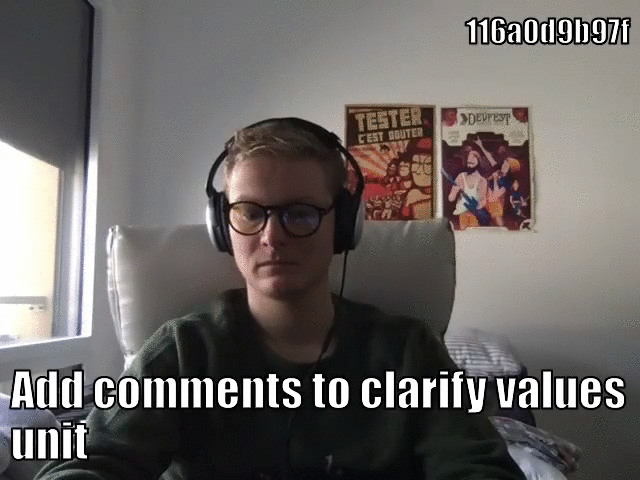 116a0d9b97f
TESTER
C'EST DOUTER
DEVFEST
Add comments to clarify values
unit